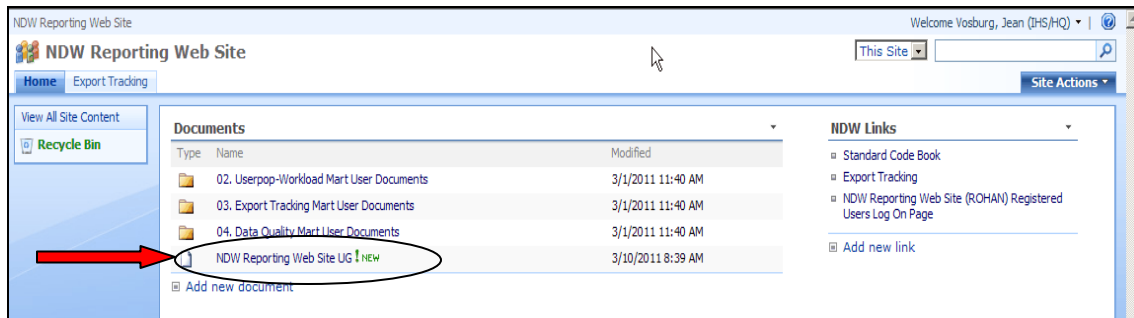 NDW Reporting Web Site
Welcome Vosburg, Jean (IHS/HQ)
NDW Reporting Web Site
This Site
Home
Export Tracking
Site Actions
View All Site Content
Recycle Bin
Documents
Type Name Modified
02. Userpop-Workload Mart User Documents 3/1/2011 11:40 AM
03. Export Tracking Mart User Documents 3/1/2011 11:40 AM
04. Data Quality Mart User Documents 3/1/2011 11:40 AM
NDW Reporting Web Site UG ! NEW 3/10/2011 8:39 AM
Add new document
NDW Links
Standard Code Book
Export Tracking
NDW Reporting Web Site (ROHAN) Registered
Users Log On Page
Add new link